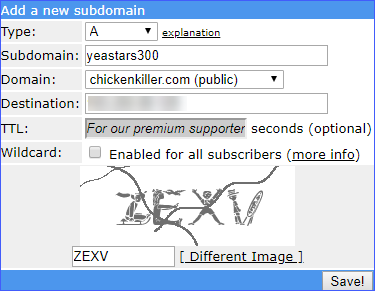 Add a new subdomain
Type: A explanation
Subdomain: yeastars300
Domain: chickenkiller.com (public)
Destination:
TTL: For our premium supporter seconds (optional)
Wildcard: Enabled for all subscribers (more info)
ZEXV
ZEXV [ Different Image ]
Save!